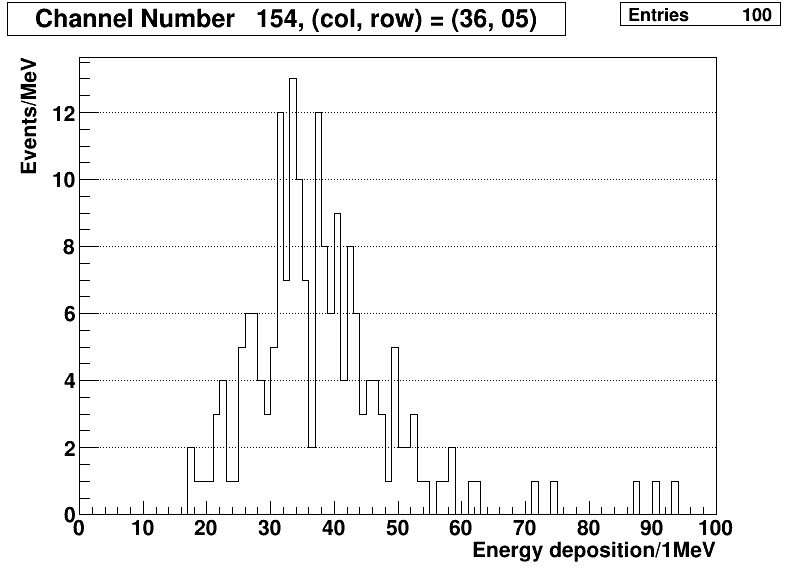 Channel Number 154, (col, row) = (36, 05)
Entries 100
Events/MeV
12
10
8
6
4
2
0
0 10 20 30 40 50 60 70 80 90 100
Energy deposition/1MeV